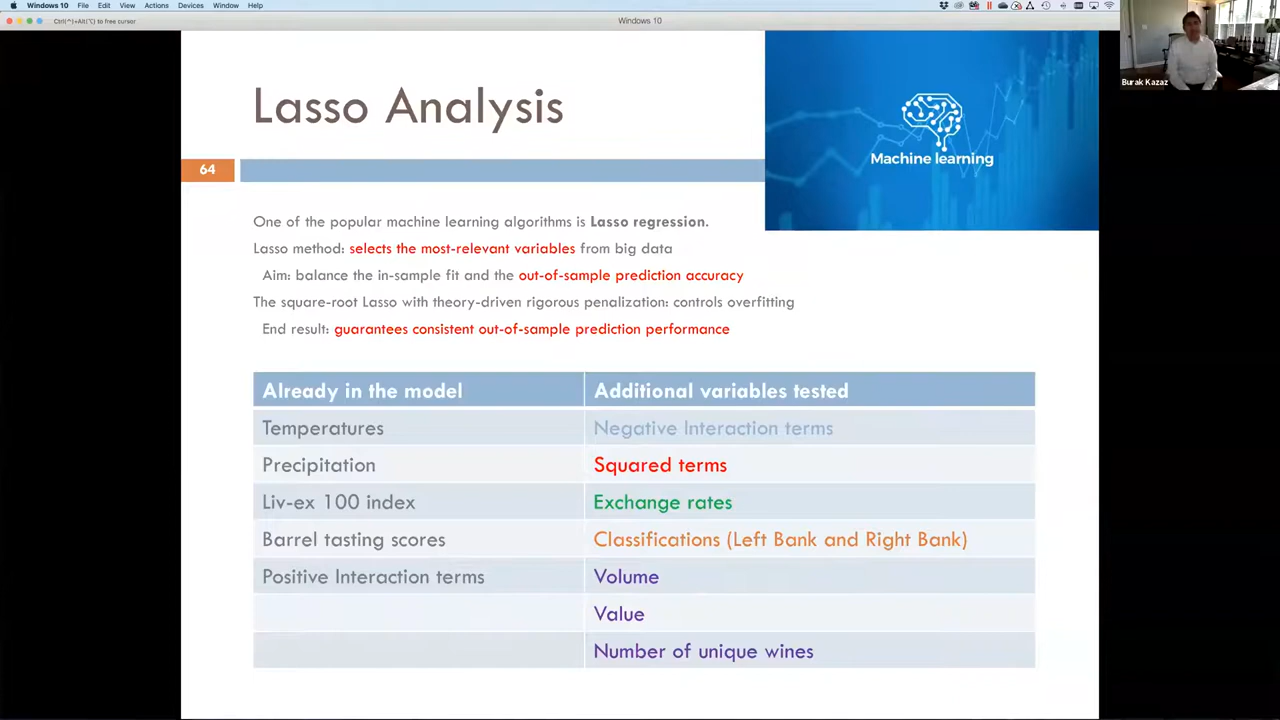 Windows 10 File Edit View Actions Devices Window Help
Ctrl(^)+Alt(⌥) to free cursor
Windows 10
Burak Kazaz
Lasso Analysis
Machine learning
64
One of the popular machine learning algorithms is Lasso regression.
Lasso method: selects the most-relevant variables from big data
Aim: balance the in-sample fit and the out-of-sample prediction accuracy
The square-root Lasso with theory-driven rigorous penalization: controls overfitting
End result: guarantees consistent out-of-sample prediction performance
Already in the model Additional variables tested
Temperatures Negative Interaction terms
Precipitation Squared terms
Liv-ex 100 index Exchange rates
Barrel tasting scores Classifications (Left Bank and Right Bank)
Positive Interaction terms Volume
Value
Number of unique wines